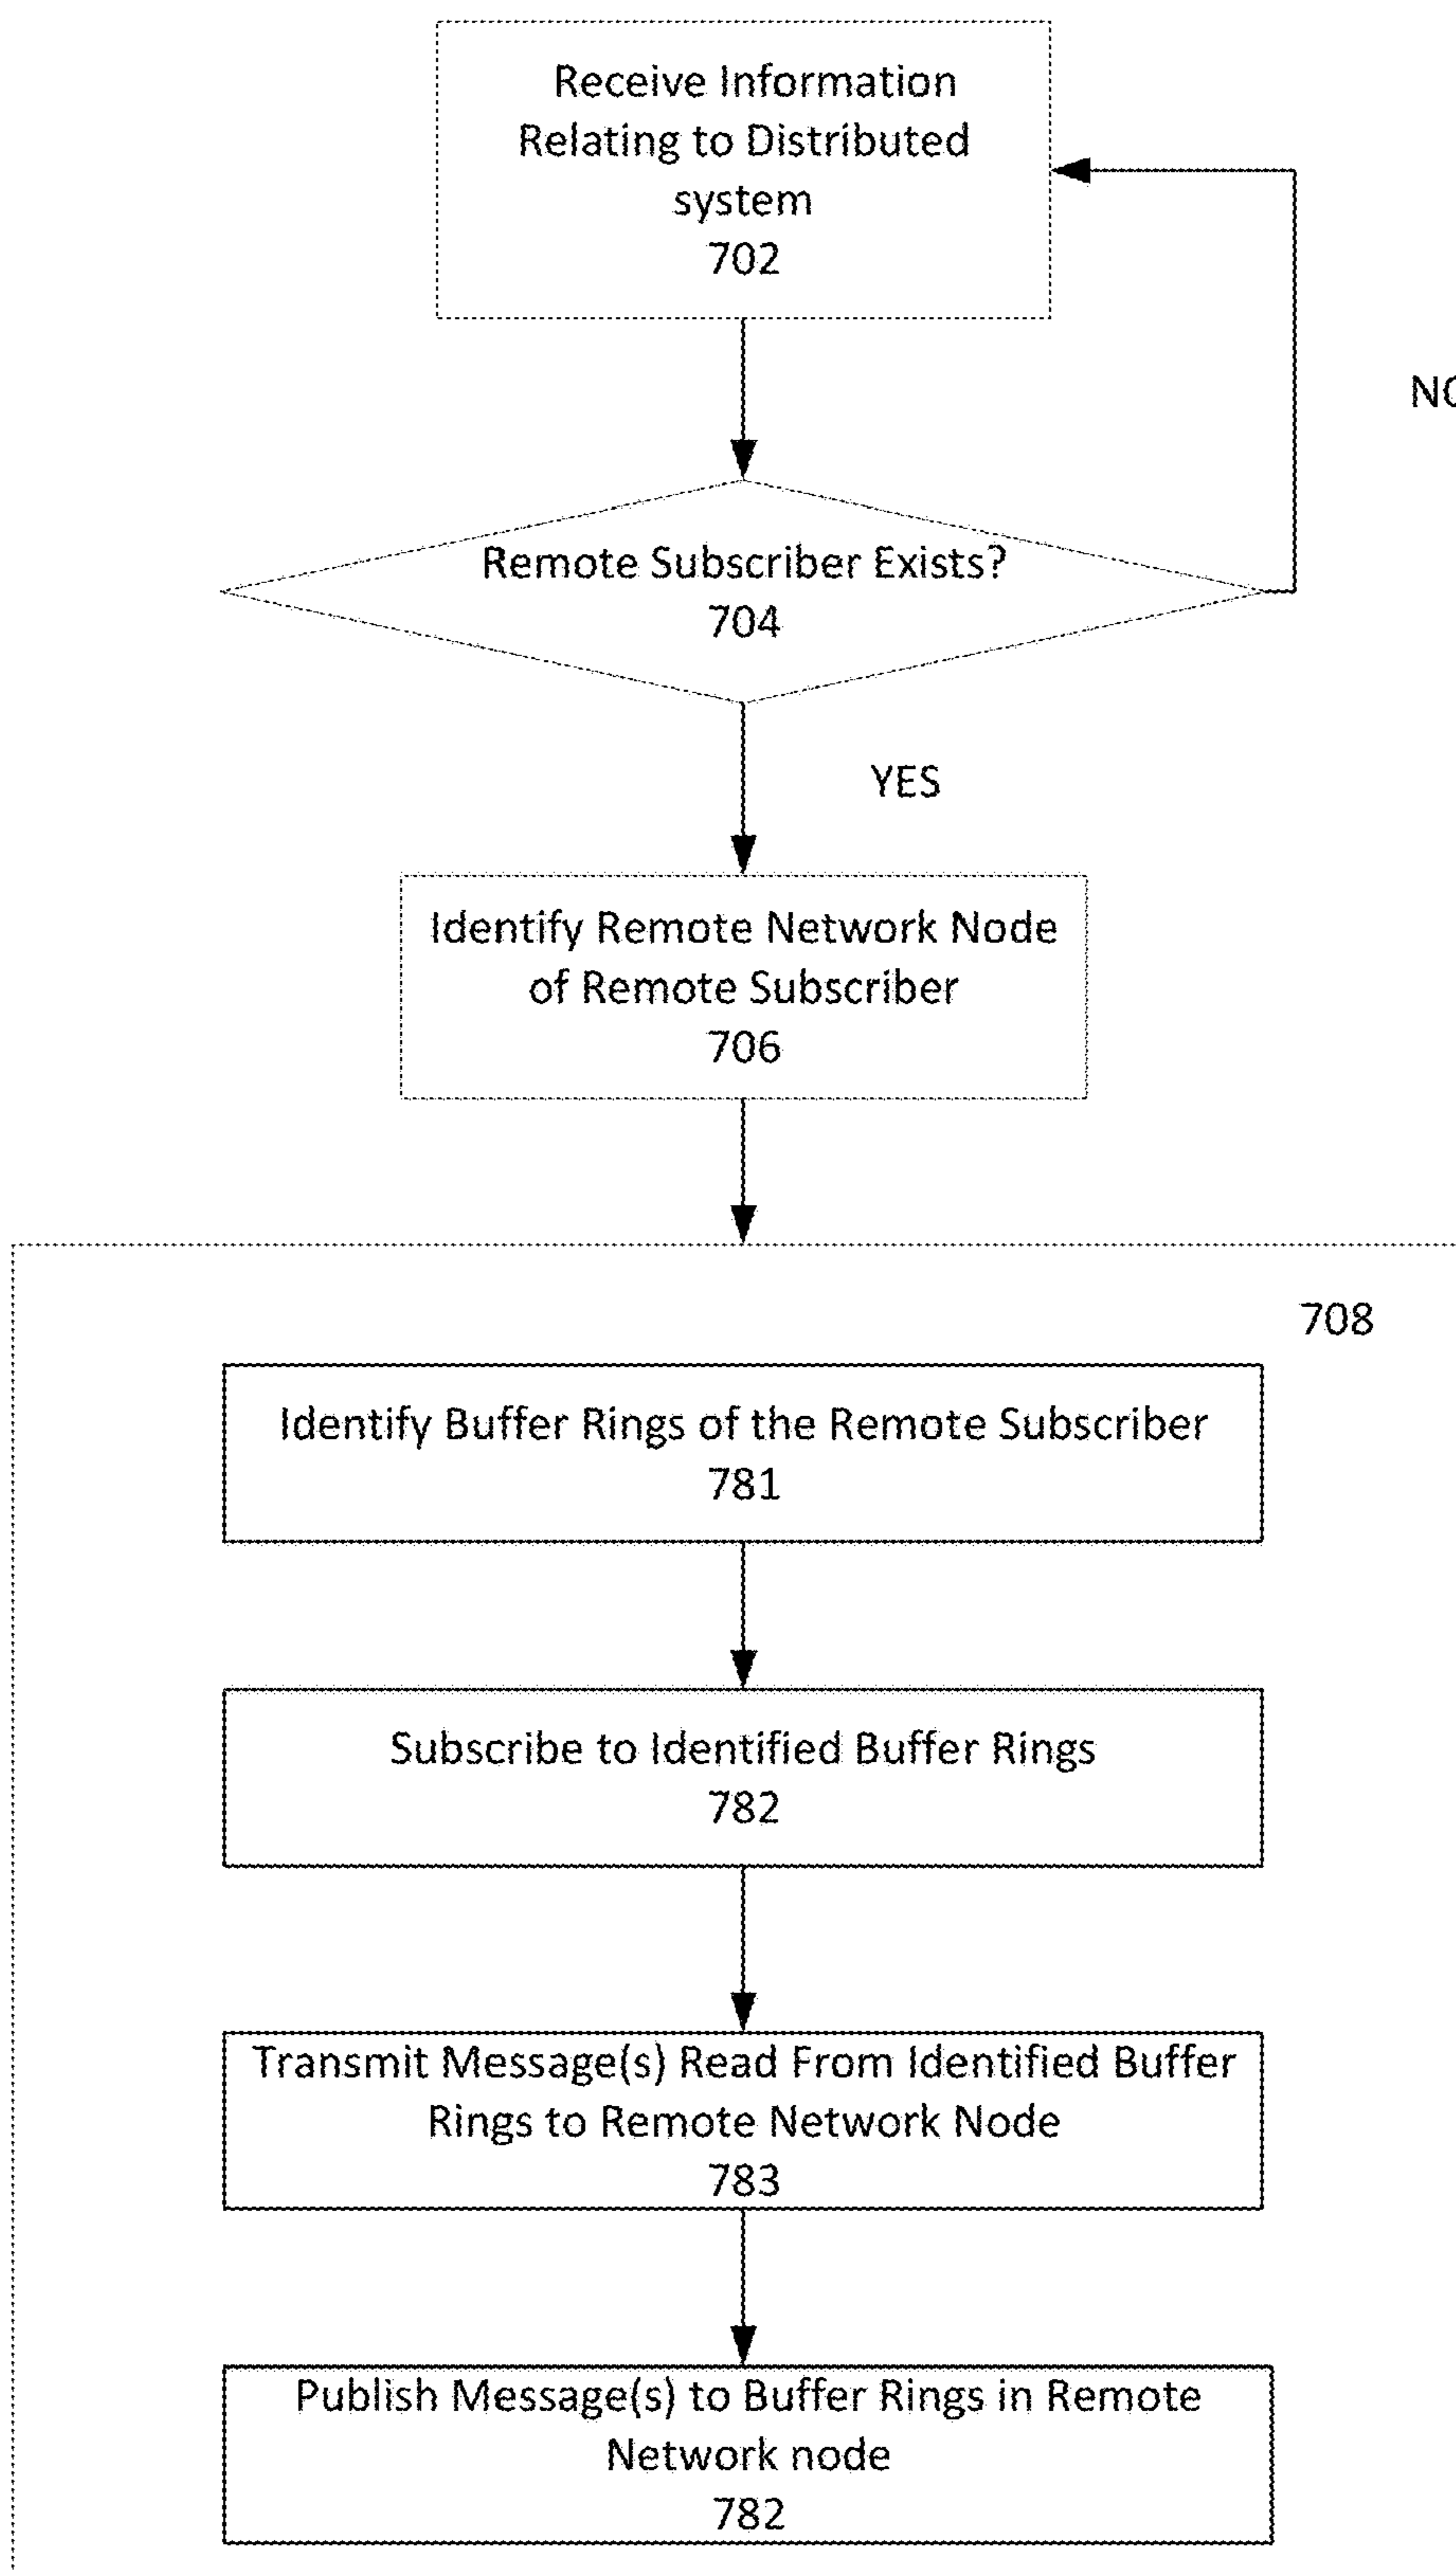 Receive Information
Relating to Distributed
system
702
Remote Subscriber Exists?
704
YES
Identify Remote Network Node
of Remote Subscriber
706
708
Identify Buffer Rings of the Remote Subscriber
781
Subscribe to Identified Buffer Rings
782
Transmit Message(s) Read From Identified Buffer
Rings to Remote Network Node
783
Publish Message(s) to Buffer Rings in Remote
Network node
782